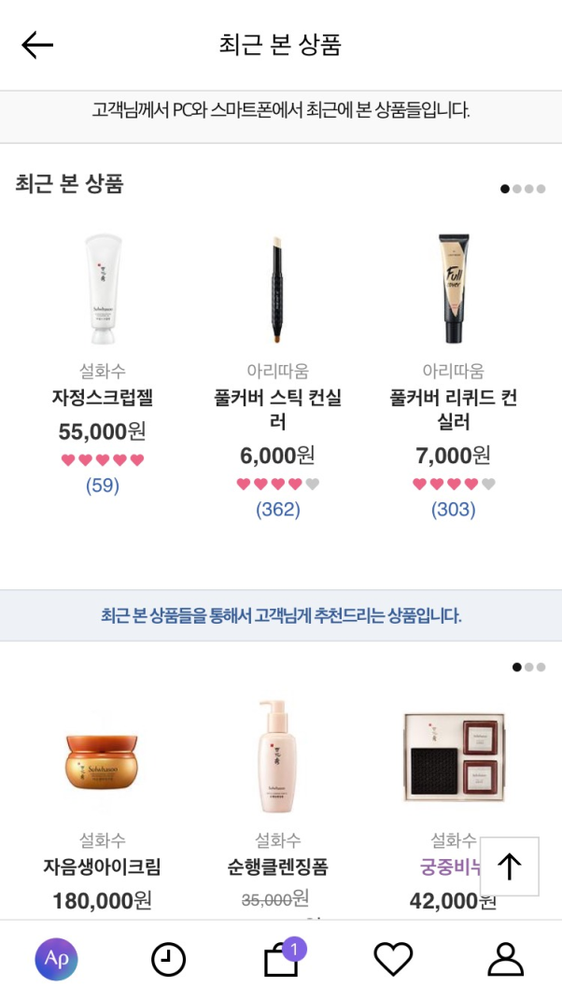 최근 본 상품
고객님께서 PC와 스마트폰에서 최근에 본 상품들입니다.
최근 본 상품
Sulwhasoo
Full
cover
설화수
아리따움
아리따움
자정스크럽젤
풀커버 스틱 컨실
러
풀커버 리퀴드 컨
실러
55,000원
6,000원
7,000원
(59)
(362)
(303)
최근 본 상품들을 통해서 고객님게 추천드리는 상품입니다.
Sulwhasoo
Sulwhasoo
설화수
설화수
설화수
자음생아이크림
순행클렌징폼
궁중비누
180,000원
35,000원
42,000원
Ap
1